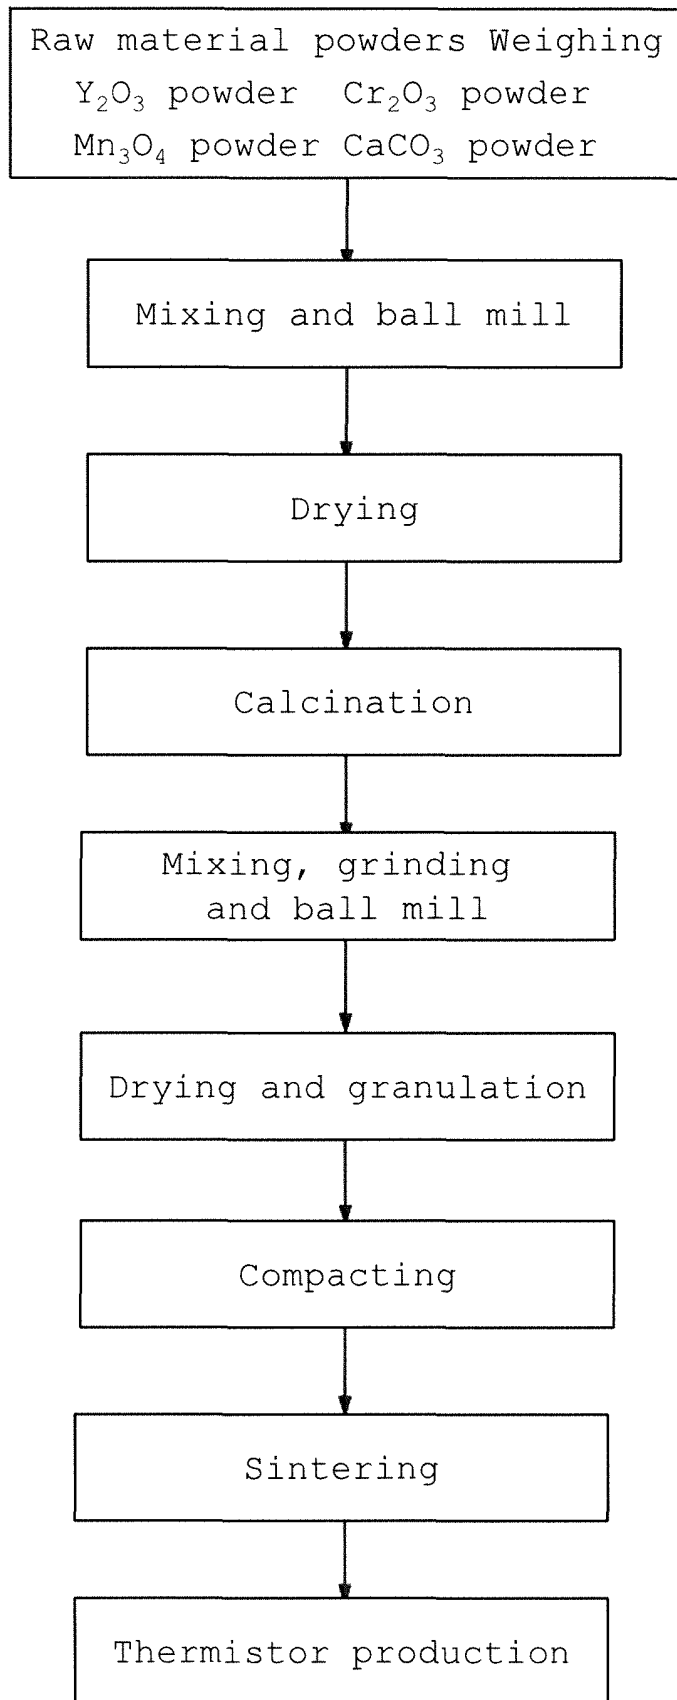 Raw material powders Weighing
Y₂O₃ powder Cr₂O₃ powder
Mn₃O₄ powder CaCO₃ powder
Mixing and ball mill
Drying
Calcination
Mixing, grinding
and ball mill
Drying and granulation
Compacting
Sintering
Thermistor production